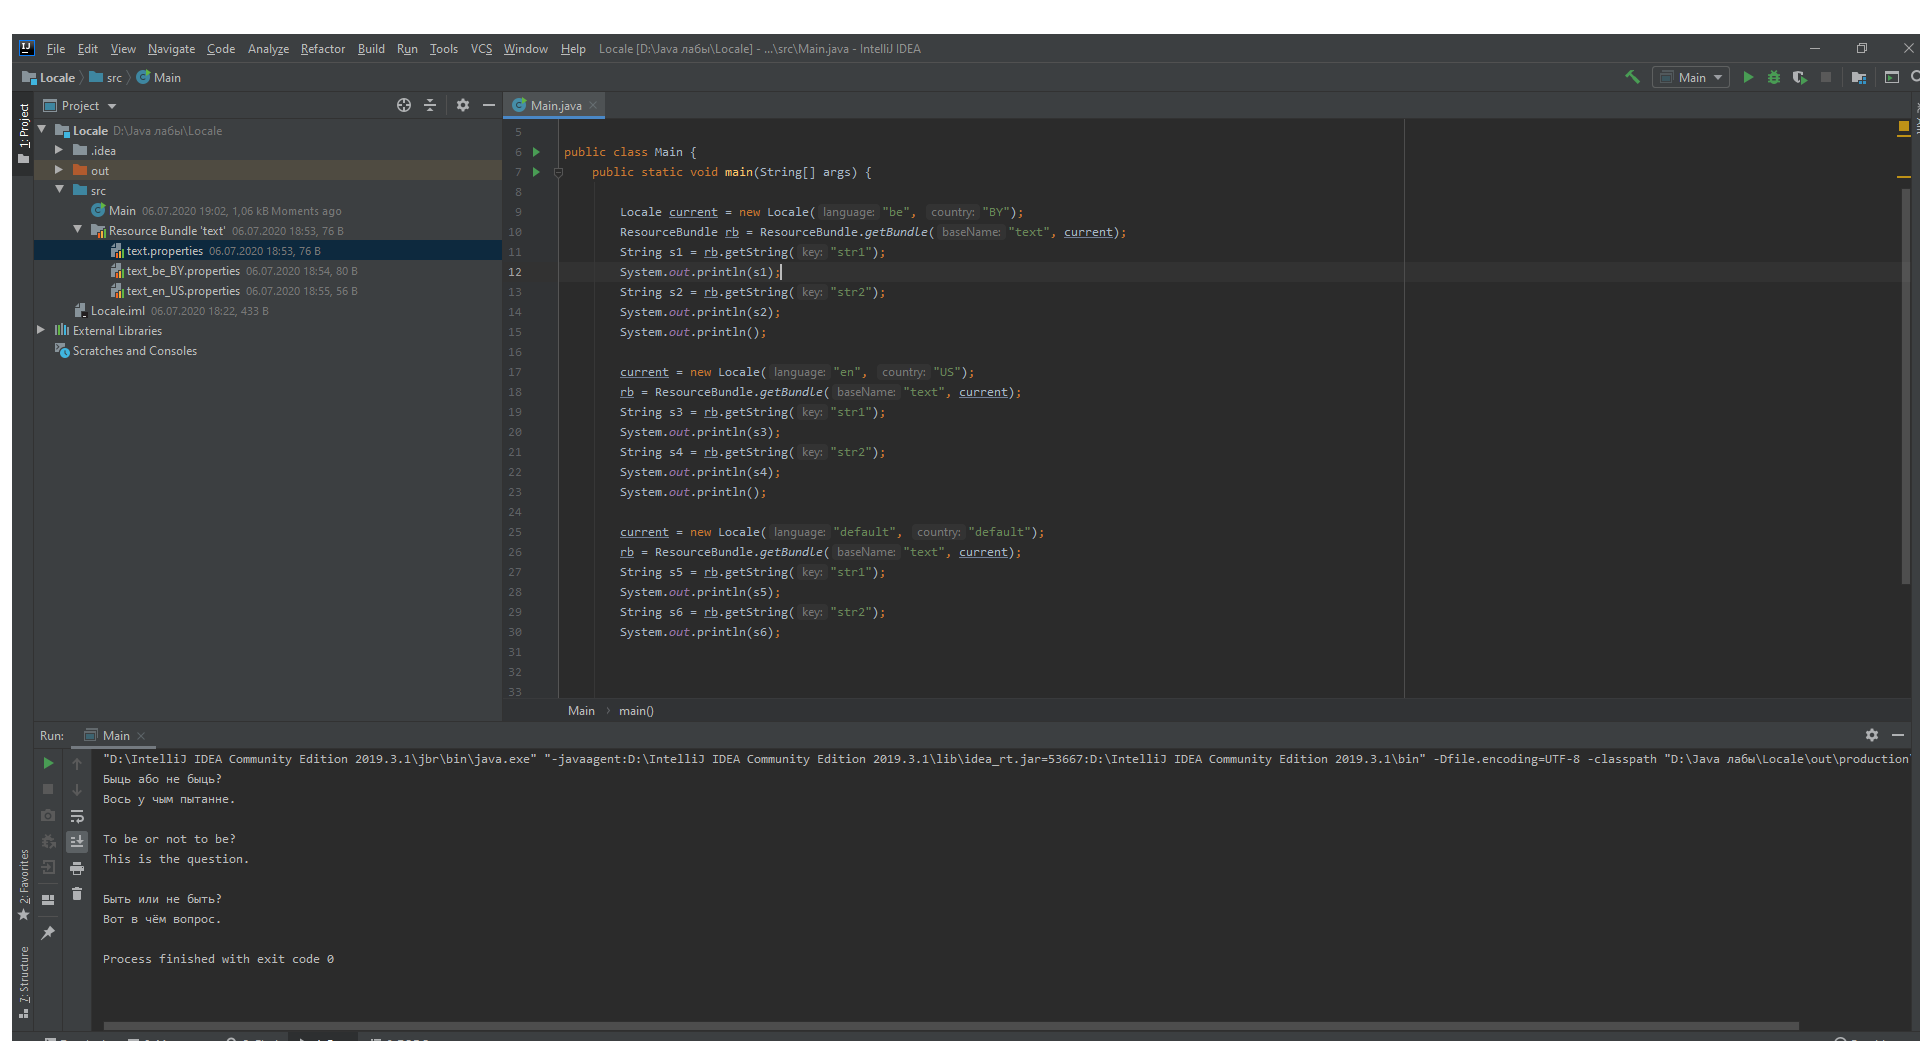 File Edit View Navigate Code Analyze Refactor Build Run Tools VCS Window Help Locale [D:\Java лабы\Locale] - ...\src\Main.java - IntelliJ IDEA
Locale src Main
Main
1: Project
Project
Main.java
Locale D:\Java лабы\Locale
.idea
out
src
Main 06.07.2020 19:02, 1,06 kB Moments ago
Resource Bundle 'text' 06.07.2020 18:53, 76 B
text.properties 06.07.2020 18:53, 76 B
text_be_BY.properties 06.07.2020 18:54, 80 B
text_en_US.properties 06.07.2020 18:55, 56 B
Locale.iml 06.07.2020 18:22, 433 B
External Libraries
Scratches and Consoles
5
6 public class Main {
7 public static void main(String[] args) {
8
9 Locale current = new Locale( language: "be", country: "BY");
10 ResourceBundle rb = ResourceBundle.getBundle( baseName: "text", current);
11 String s1 = rb.getString( key: "str1");
12 System.out.println(s1);
13 String s2 = rb.getString( key: "str2");
14 System.out.println(s2);
15 System.out.println();
16
17 current = new Locale( language: "en", country: "US");
18 rb = ResourceBundle.getBundle( baseName: "text", current);
19 String s3 = rb.getString( key: "str1");
20 System.out.println(s3);
21 String s4 = rb.getString( key: "str2");
22 System.out.println(s4);
23 System.out.println();
24
25 current = new Locale( language: "default", country: "default");
26 rb = ResourceBundle.getBundle( baseName: "text", current);
27 String s5 = rb.getString( key: "str1");
28 System.out.println(s5);
29 String s6 = rb.getString( key: "str2");
30 System.out.println(s6);
31
32
33
Main main()
Run: Main
"D:\IntelliJ IDEA Community Edition 2019.3.1\jbr\bin\java.exe" "-javaagent:D:\IntelliJ IDEA Community Edition 2019.3.1\lib\idea_rt.jar=53667:D:\IntelliJ IDEA Community Edition 2019.3.1\bin" -Dfile.encoding=UTF-8 -classpath "D:\Java лабы\Locale\out\production
Быць або не быць?
Вось у чым пытанне.
To be or not to be?
This is the question.
Быть или не быть?
Вот в чём вопрос.
Process finished with exit code 0
2: Favorites
7: Structure